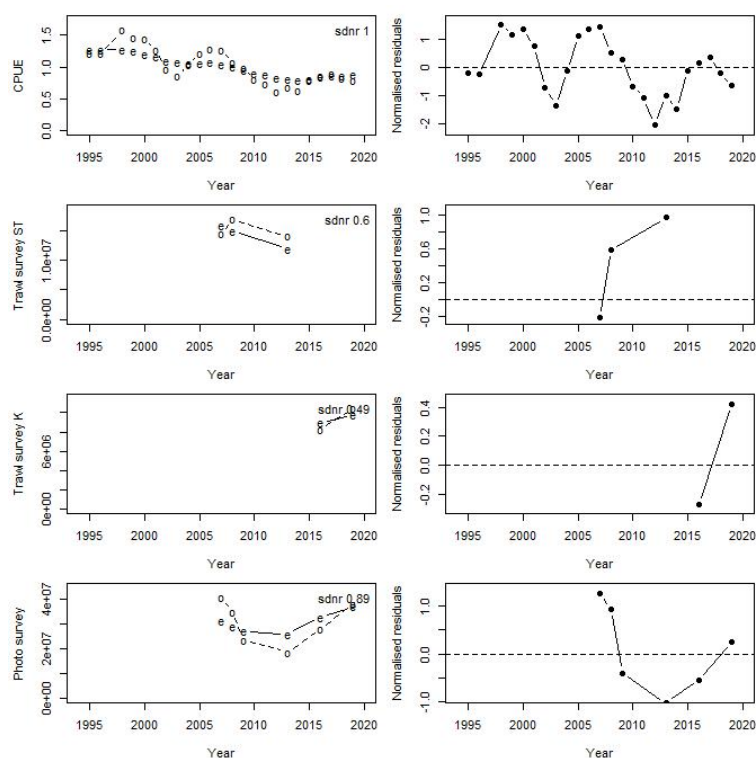 CPUE
0.0 0.5 1.0 1.5
sdnr 1
1995 2000 2005 2010 2015 2020
Year
Normalised residuals
-2 -1 0 1
1995 2000 2005 2010 2015 2020
Year
Trawl survey ST
0.0e+00 1.0e+07
sdnr 0.6
1995 2000 2005 2010 2015 2020
Year
Normalised residuals
-0.2 0.2 0.6 1.0
1995 2000 2005 2010 2015 2020
Year
Trawl survey K
0e+00 6e+06
sdnr 0.49
1995 2000 2005 2010 2015 2020
Year
Normalised residuals
-0.2 0.0 0.2 0.4
1995 2000 2005 2010 2015 2020
Year
Photo survey
0e+00 2e+07 4e+07
sdnr 0.89
1995 2000 2005 2010 2015 2020
Year
Normalised residuals
-1.0 0.0 1.0
1995 2000 2005 2010 2015 2020
Year